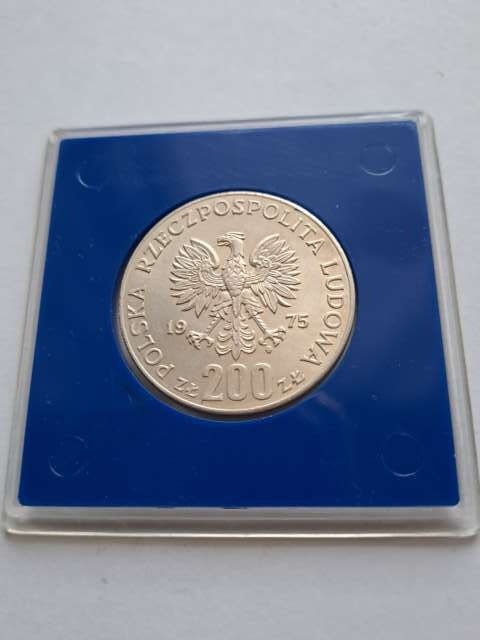 POLSKA RZECZPOSPOLITA LUDOWA
19 75
ZŁ 200 ZŁ